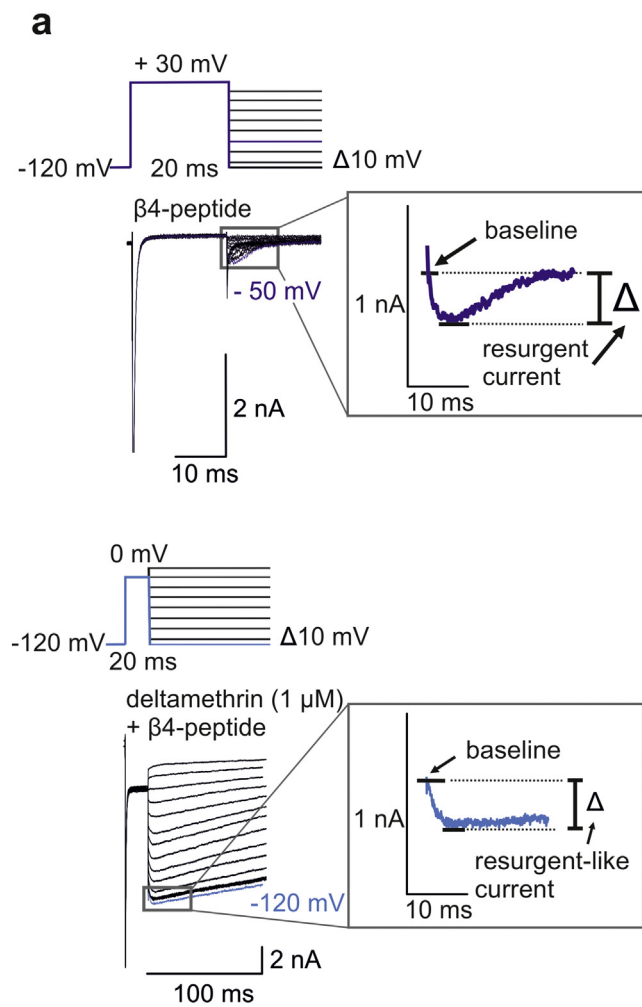 a
+ 30 mV
-120 mV
20 ms
Δ10 mV
β4-peptide
- 50 mV
2 nA
10 ms
baseline
1 nA
Δ
resurgent
current
10 ms
0 mV
-120 mV
20 ms
Δ10 mV
deltamethrin (1 µM)
+ β4-peptide
-120 mV
2 nA
100 ms
baseline
1 nA
Δ
resurgent-like
current
10 ms